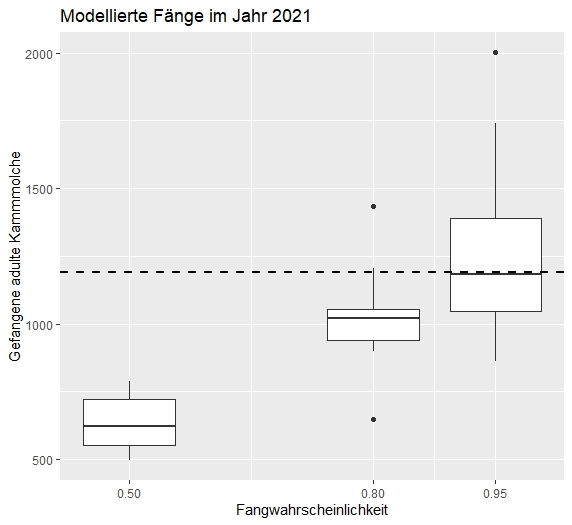 Modellierte Fänge im Jahr 2021
Gefangene adulte Kammmolche
2000
1500
1000
500
0.50
0.80
0.95
Fangwahrscheinlichkeit